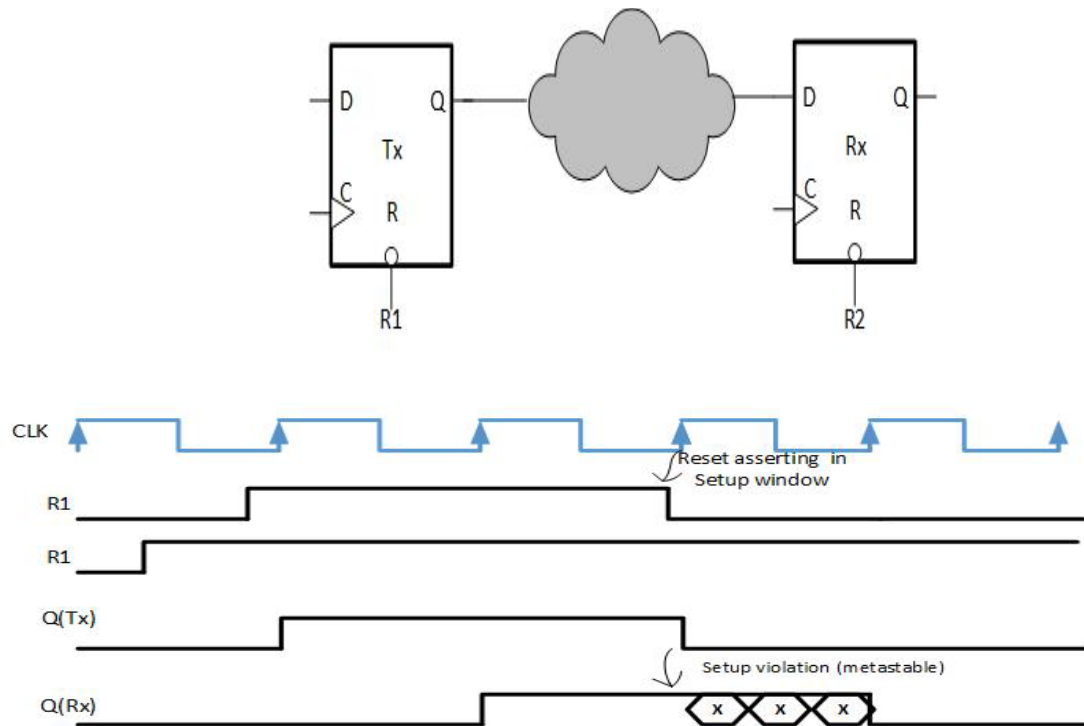 D Q
Tx
C
R
R1
D Q
Rx
C
R
R2
CLK
Reset asserting in
Setup window
R1
R1
Q(Tx)
Setup violation (metastable)
Q(Rx)
x x x